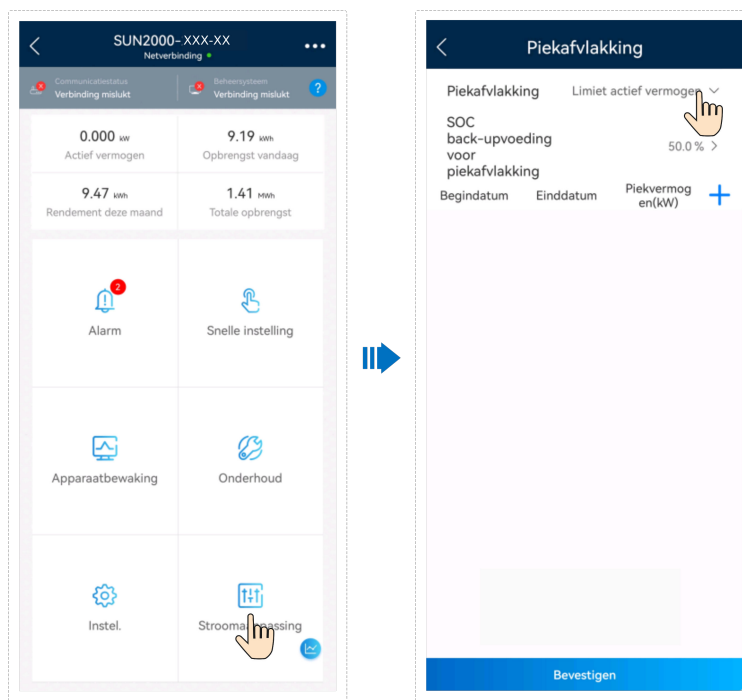 SUN2000-XXX-XX
Netverbinding
Communicatiestatus
Verbinding mislukt
Beheersysteem
Verbinding mislukt
?
0.000 kW
Actief vermogen
9.19 kWh
Opbrengst vandaag
9.47 kWh
Rendement deze maand
1.41 MWh
Totale opbrengst
2
Alarm
Snelle instelling
Apparaatbewaking
Onderhoud
Instel.
Stroomaanpassing
Piekafvlakking
Piekafvlakking
Limiet actief vermogen
SOC
back-upvoeding
voor
piekafvlakking
50.0 %
Begindatum
Einddatum
Piekvermog
en(kW)
Bevestigen